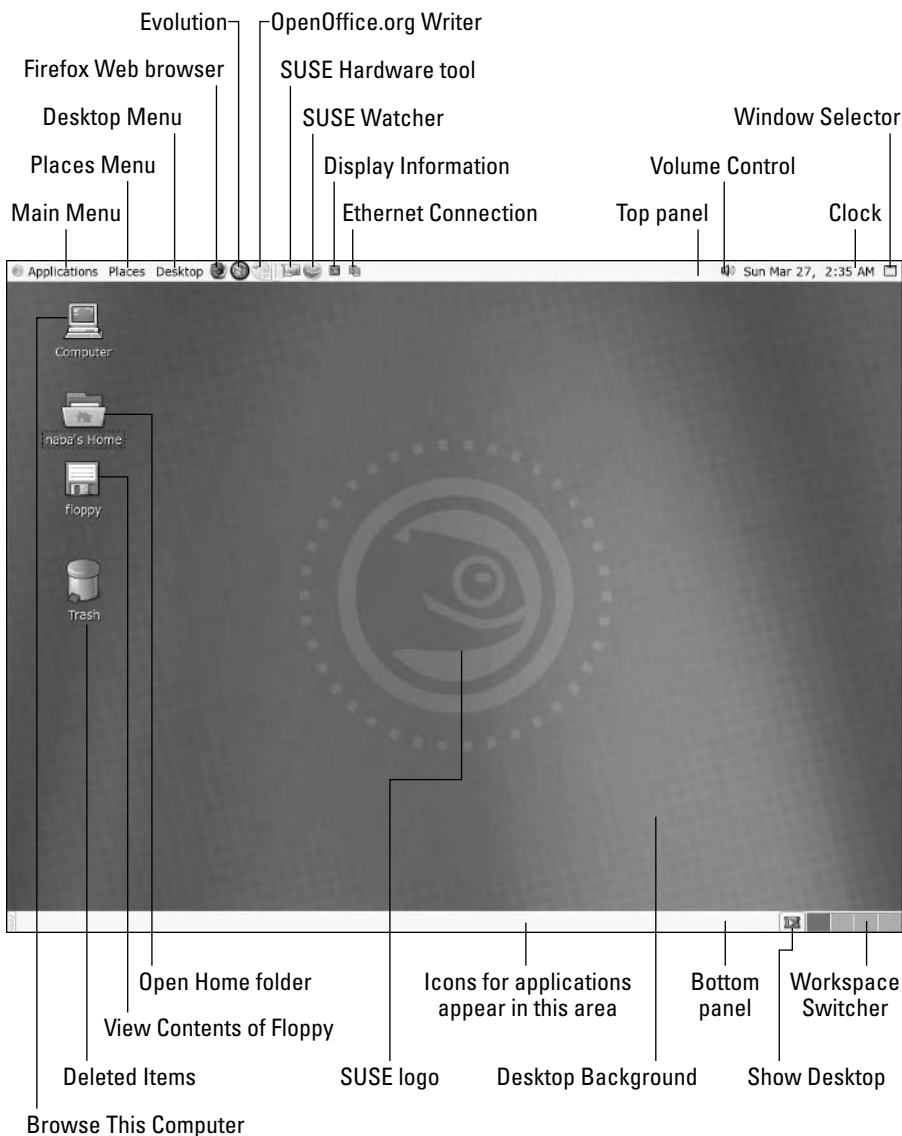 Evolution
OpenOffice.org Writer
Firefox Web browser
SUSE Hardware tool
Desktop Menu
SUSE Watcher
Window Selector
Places Menu
Display Information
Volume Control
Main Menu
Ethernet Connection
Top panel
Clock
Applications Places Desktop
Sun Mar 27, 2:35 AM
Computer
naba's Home
floppy
Trash
Open Home folder
Icons for applications
appear in this area
Bottom
panel
Workspace
Switcher
View Contents of Floppy
Deleted Items
SUSE logo
Desktop Background
Show Desktop
Browse This Computer